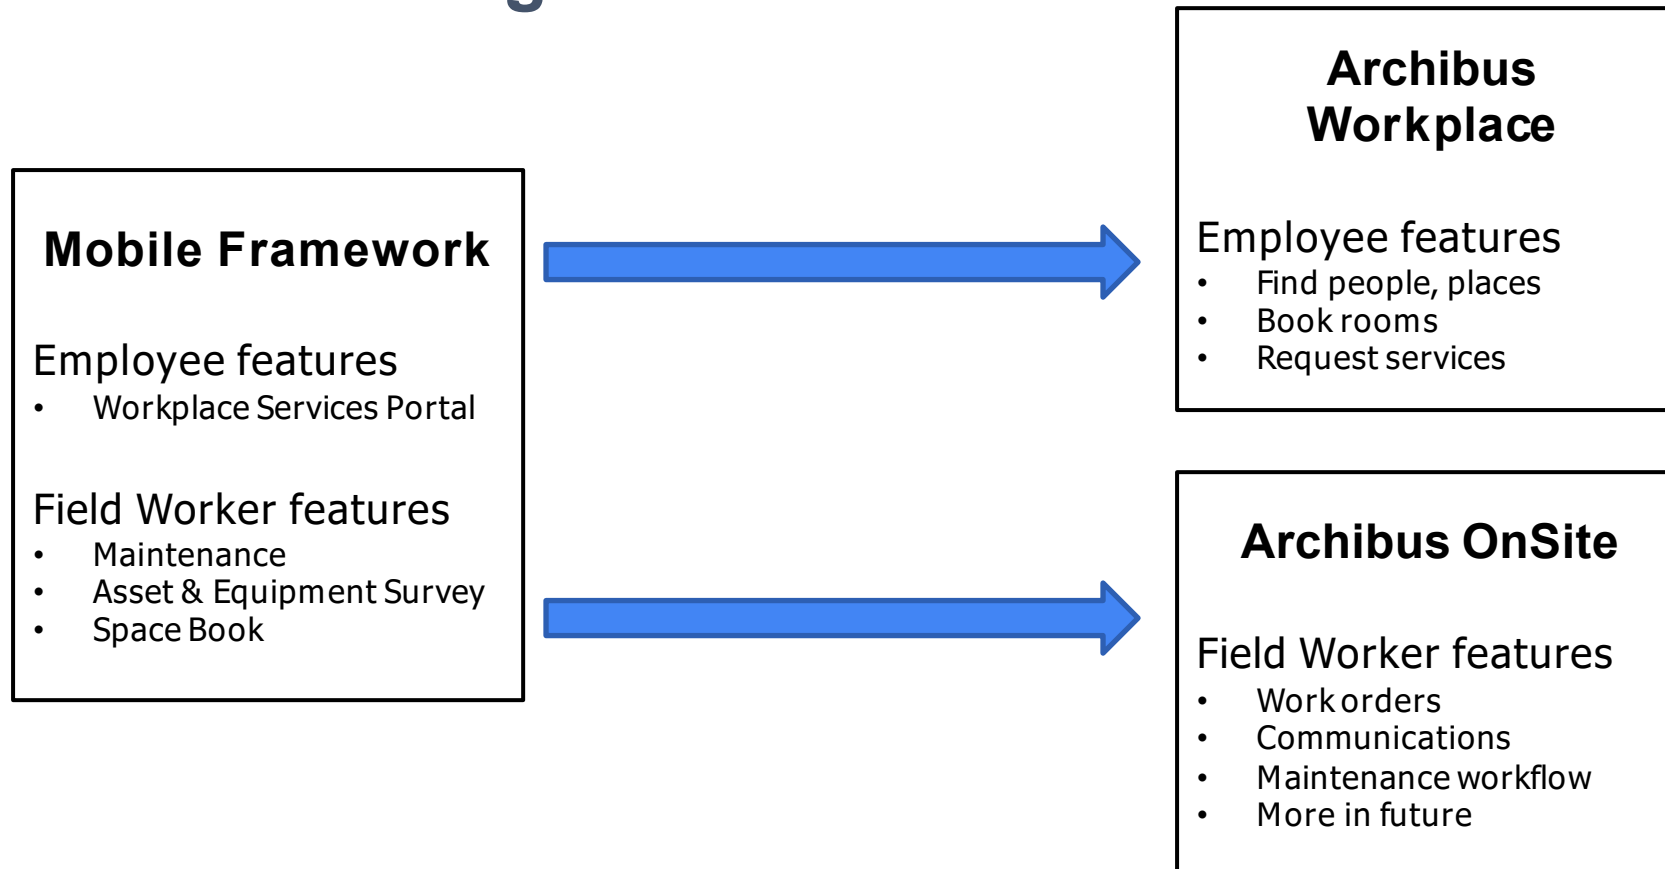 Mobile Framework
Employee features
• Workplace Services Portal
Field Worker features
• Maintenance
• Asset & Equipment Survey
• Space Book
Archibus
Workplace
Employee features
• Find people, places
• Book rooms
• Request services
Archibus OnSite
Field Worker features
• Work orders
• Communications
• Maintenance workflow
• More in future